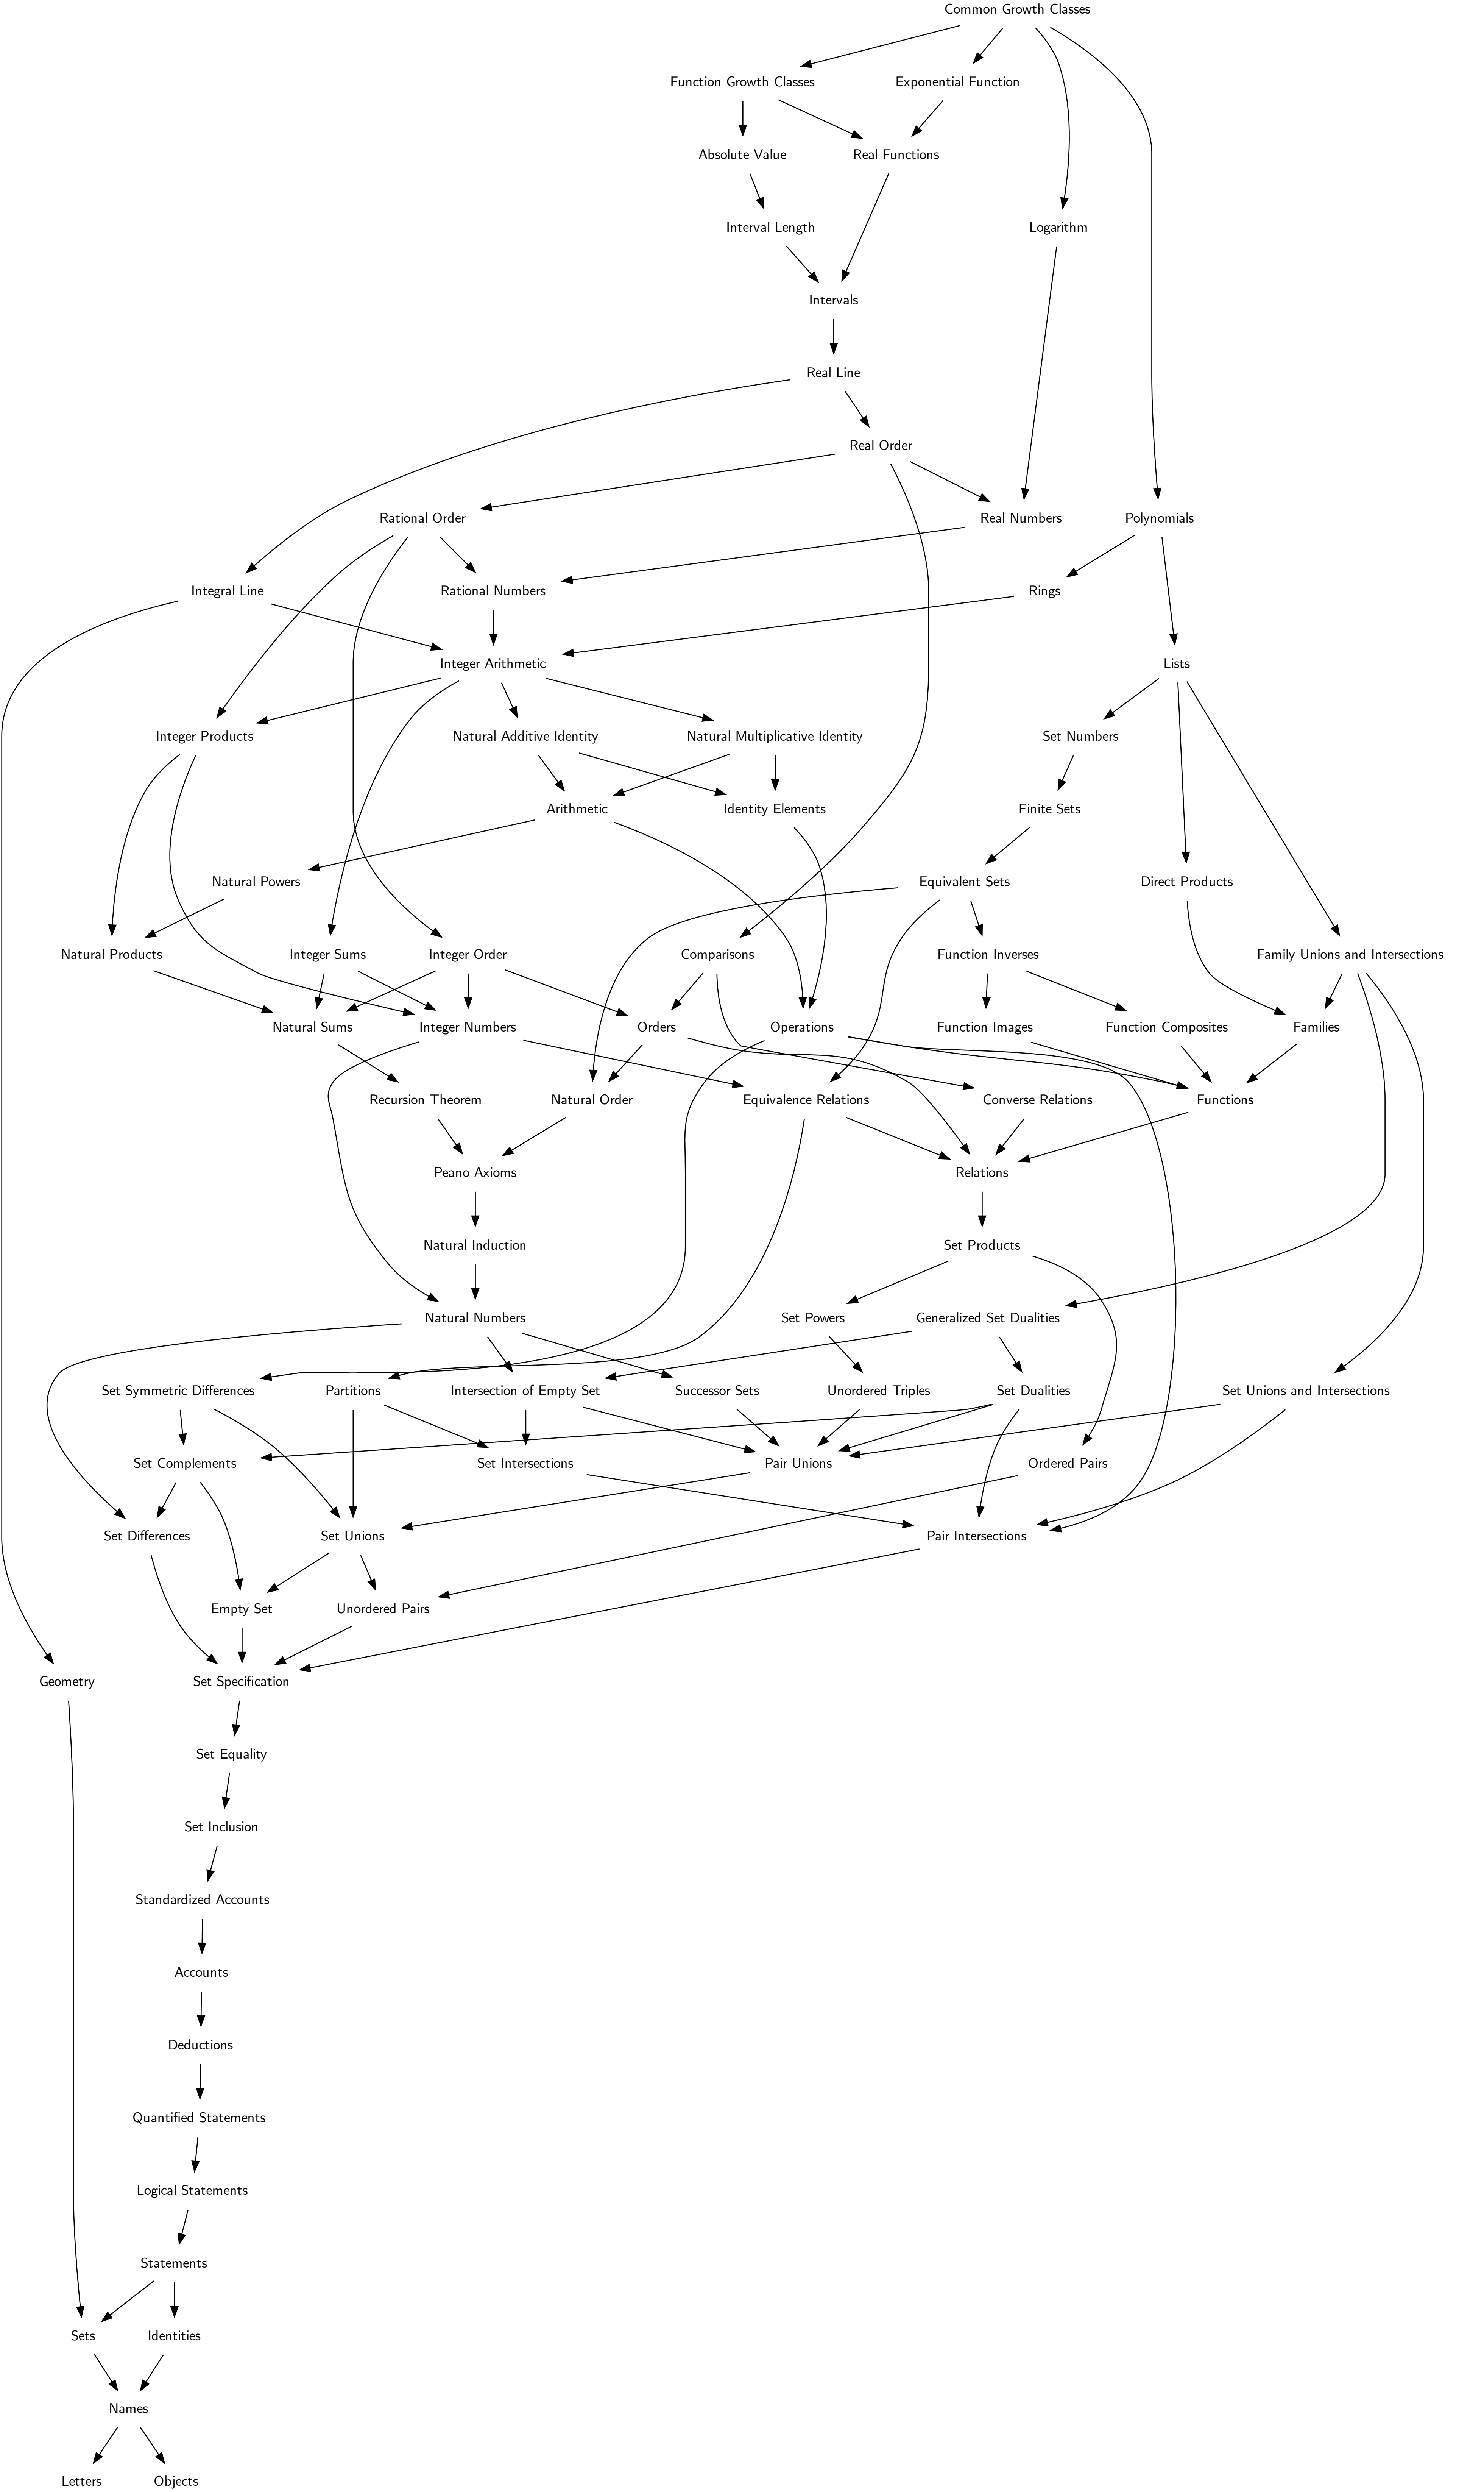 Common Growth Classes
Function Growth Classes
Exponential Function
Absolute Value
Real Functions
Interval Length
Logarithm
Intervals
Real Line
Real Order
Rational Order
Real Numbers
Polynomials
Integral Line
Rational Numbers
Rings
Integer Arithmetic
Lists
Integer Products
Natural Additive Identity
Natural Multiplicative Identity
Set Numbers
Arithmetic
Identity Elements
Finite Sets
Natural Powers
Equivalent Sets
Direct Products
Natural Products
Integer Sums
Integer Order
Comparisons
Function Inverses
Family Unions and Intersections
Natural Sums
Integer Numbers
Orders
Operations
Function Images
Function Composites
Families
Recursion Theorem
Natural Order
Equivalence Relations
Converse Relations
Functions
Peano Axioms
Relations
Natural Induction
Set Products
Natural Numbers
Set Powers
Generalized Set Dualities
Set Symmetric Differences
Partitions
Intersection of Empty Set
Successor Sets
Unordered Triples
Set Dualities
Set Unions and Intersections
Set Complements
Set Intersections
Pair Unions
Ordered Pairs
Set Differences
Set Unions
Pair Intersections
Empty Set
Unordered Pairs
Geometry
Set Specification
Set Equality
Set Inclusion
Standardized Accounts
Accounts
Deductions
Quantified Statements
Logical Statements
Statements
Sets
Identities
Names
Letters
Objects